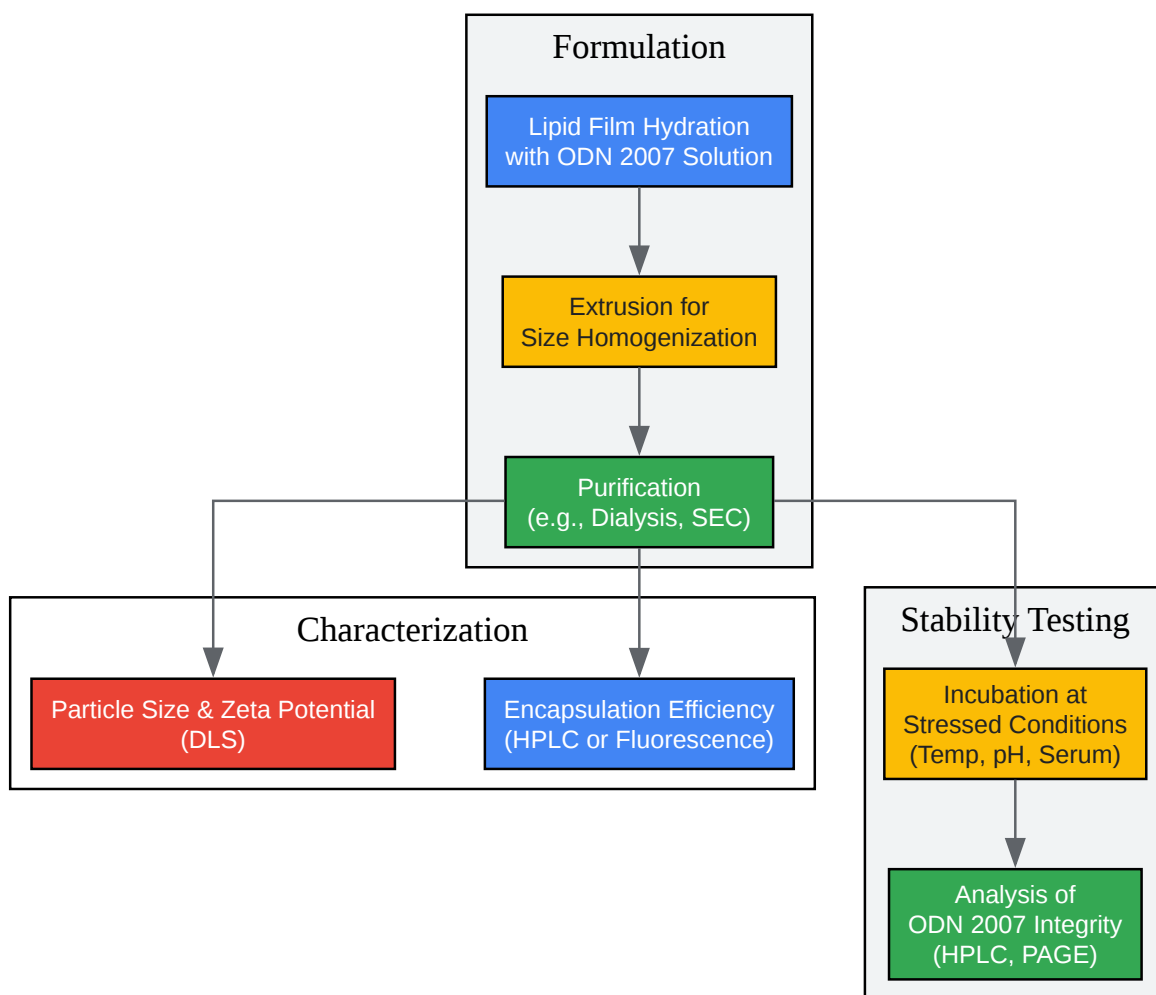 Formulation
Lipid Film Hydration
with ODN 2007 Solution
Extrusion for
Size Homogenization
Purification
(e.g., Dialysis, SEC)
Characterization
Particle Size & Zeta Potential
(DLS)
Encapsulation Efficiency
(HPLC or Fluorescence)
Stability Testing
Incubation at
Stressed Conditions
(Temp, pH, Serum)
Analysis of
ODN 2007 Integrity
(HPLC, PAGE)